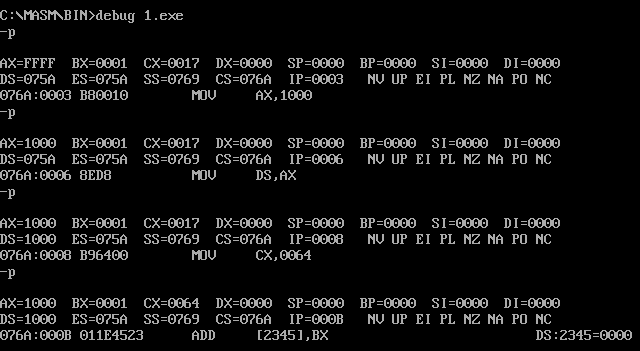 C:\MASM\BIN>debug 1.exe
-p
AX=FFFF BX=0001 CX=0017 DX=0000 SP=0000 BP=0000 SI=0000 DI=0000
DS=075A ES=075A SS=0769 CS=076A IP=0003 NV UP EI PL NZ NA PO NC
076A:0003 B80010 MOV AX,1000
-p
AX=1000 BX=0001 CX=0017 DX=0000 SP=0000 BP=0000 SI=0000 DI=0000
DS=075A ES=075A SS=0769 CS=076A IP=0006 NV UP EI PL NZ NA PO NC
076A:0006 8ED8 MOV DS,AX
-p
AX=1000 BX=0001 CX=0017 DX=0000 SP=0000 BP=0000 SI=0000 DI=0000
DS=1000 ES=075A SS=0769 CS=076A IP=0008 NV UP EI PL NZ NA PO NC
076A:0008 B96400 MOV CX,0064
-p
AX=1000 BX=0001 CX=0064 DX=0000 SP=0000 BP=0000 SI=0000 DI=0000
DS=1000 ES=075A SS=0769 CS=076A IP=000B NV UP EI PL NZ NA PO NC
076A:000B 011E4523 ADD [2345],BX DS:2345=0000